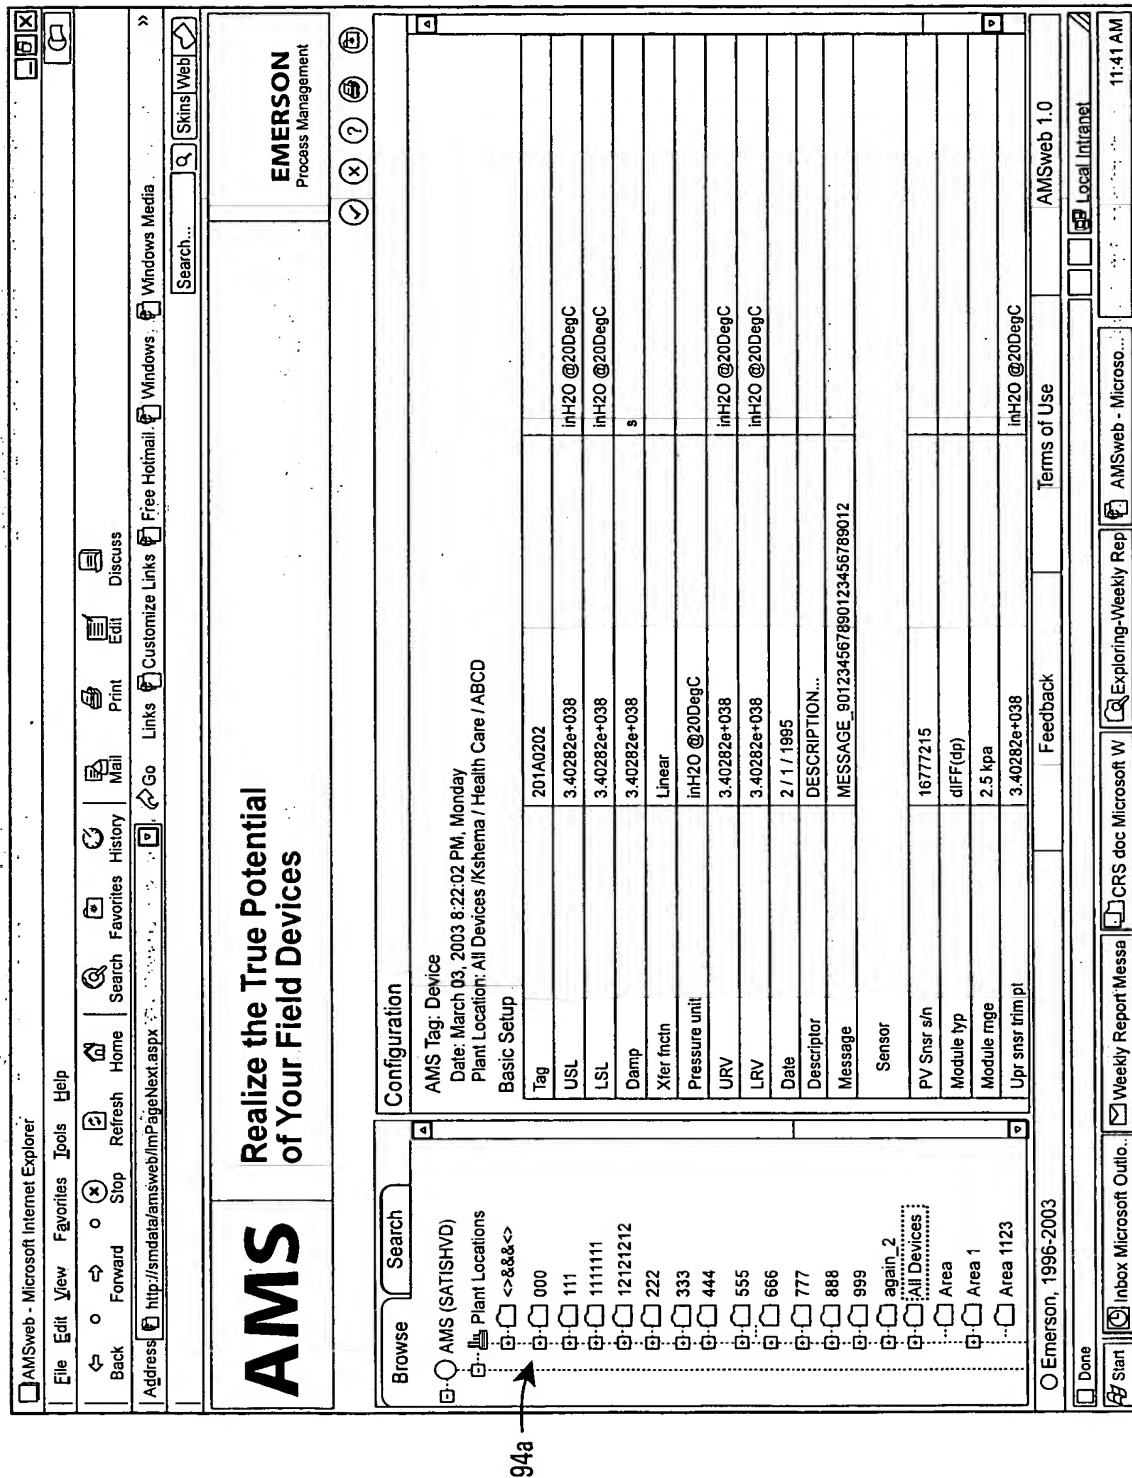 AMSweb - Microsoft Internet Explorer
File Edit View Favorites Tools Help
Back Forward Stop Refresh Home Search Favorites History Mail Print Edit Discuss
Address http://smdata/amsweb/ImPageNext.aspx Go Links Customize Links Free Hotmail Windows Windows Media »
Search... Skins Web
AMS
Realize the True Potential
of Your Field Devices
EMERSON
Process Management
Browse Search
AMS (SATISHVD)
Plant Locations
<>&&&<>
000
111
1111111
12121212
222
333
444
555
666
777
888
999
again_2
All Devices
Area
Area 1
Area 1123
94a
Configuration
AMS Tag: Device
Date: March 03, 2003 8:22:02 PM, Monday
Plant Location: All Devices /Kshema / Health Care / ABCD
Basic Setup
Tag 201A0202
USL 3.40282e+038 inH2O @20DegC
LSL 3.40282e+038 inH2O @20DegC
Damp 3.40282e+038 s
Xfer fnctn Linear
Pressure unit inH2O @20DegC
URV 3.40282e+038 inH2O @20DegC
LRV 3.40282e+038 inH2O @20DegC
Date 2 / 1 / 1995
Descriptor DESCRIPTION...
Message MESSAGE_90123456789012345678901 2
Sensor
PV Snsr s/n 16777215
Module typ dIFF(dp)
Module rnge 2.5 kpa
Upr snsr trim pt 3.40282e+038 inH2O @20DegC
Emerson, 1996-2003 Feedback Terms of Use AMSweb 1.0
Done Local Intranet
Start Inbox Microsoft Outlo.. Weekly Report Messa CRS doc Microsoft W Exploring-Weekly Rep AMSweb - Microso... 11:41 AM